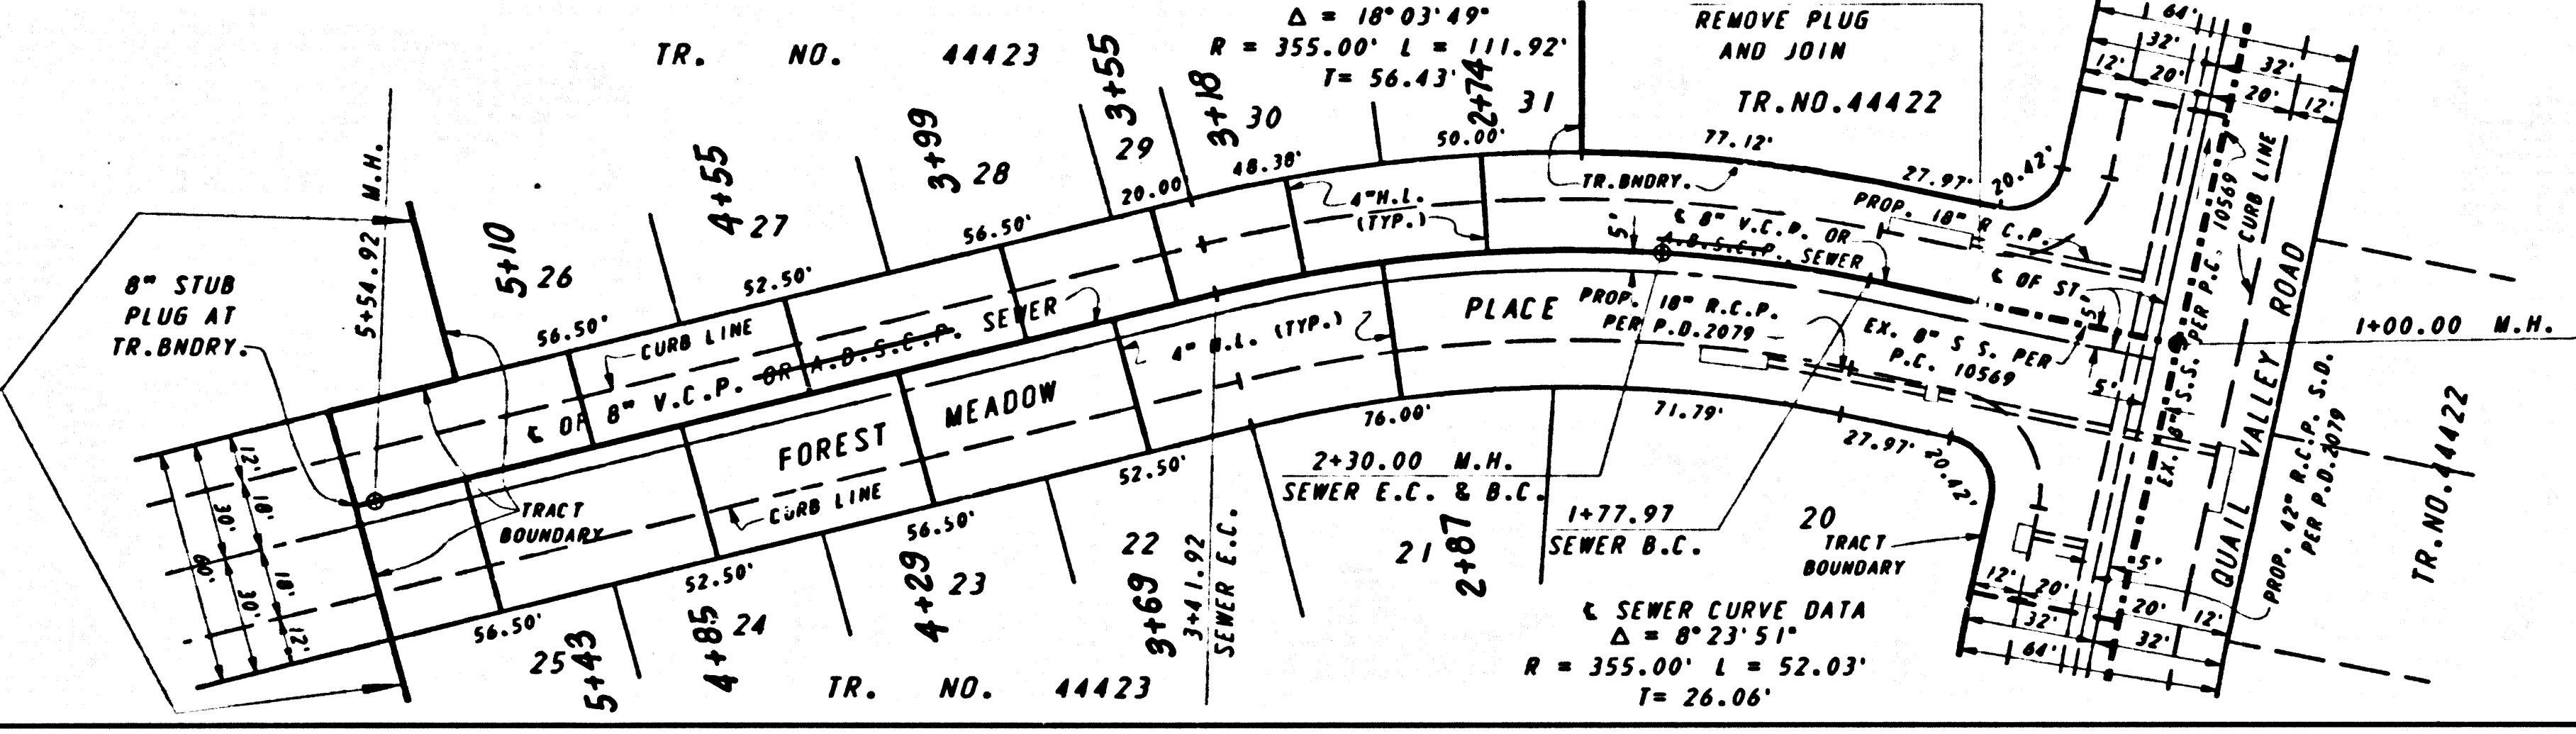 Δ = 18°03'49"
R = 355.00' L = 111.92'
T= 56.43'
TR. NO. 44423
REMOVE PLUG
AND JOIN
TR.NO.44422
3+55
3+18
2+74
3+99
4+55
5+10
5+54.92 M.H.
26
27
28
29
30
31
56.50'
52.50'
56.50'
20.00
48.38'
50.00'
77.12'
27.97'
20.42'
8" STUB
PLUG AT
TR.BNDRY.
CURB LINE
℄ OF 8" V.C.P. OR A.B.S.C.P. SEWER
4"H.L.
(TYP.)
TR.BNDRY.
5'
℄ 8" V.C.P. OR
A.B.S.C.P. SEWER
PROP. 18" R.C.P.
℄ OF ST.
5'
FOREST MEADOW PLACE
4" H.L. (TYP.)
PROP. 18" R.C.P.
PER P.D.2079
EX. 8" S.S. PER
P.C. 10569
5'
CURB LINE
TRACT
BOUNDARY
12'
18'
30'
60'
18'
30'
12'
56.50'
52.50'
56.50'
52.50'
76.00'
71.79'
27.97'
20.42'
25
24
23
22
21
20
5+43
4+85
4+29
3+69
2+87
3+41.92
SEWER E.C.
2+30.00 M.H.
SEWER E.C. & B.C.
1+77.97
SEWER B.C.
TRACT
BOUNDARY
TR. NO. 44423
℄ SEWER CURVE DATA
Δ = 8°23'51"
R = 355.00' L = 52.03'
T= 26.06'
64'
32'
32'
12'
20'
20'
12'
EX. 8" S.S. PER P.C. 10569
CURB LINE
QUAIL VALLEY ROAD
1+00.00 M.H.
PROP. 42" R.C.P. S.D.
PER P.D.2079
TR.NO.44422
5'
12'
20'
20'
12'
32'
32'
64'